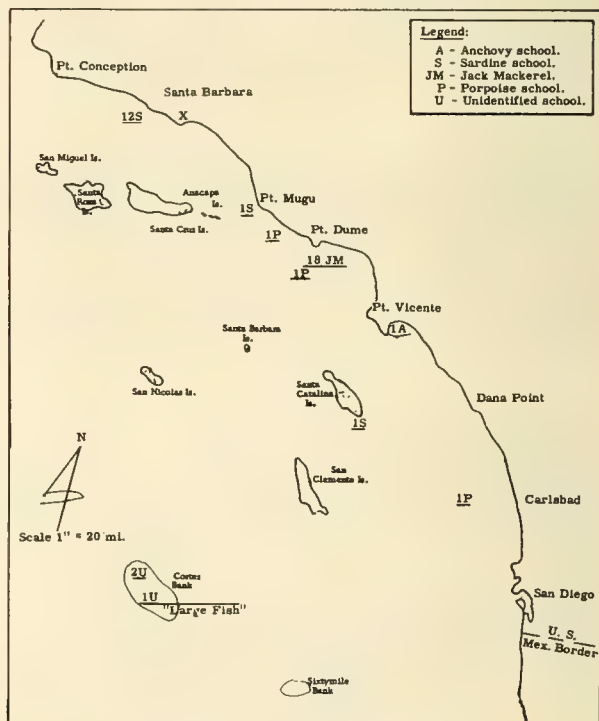 Legend:
A - Anchovy school.
S - Sardine school.
JM - Jack Mackerel.
P - Porpoise school.
U - Unidentified school.
Pt. Conception
Santa Barbara
12S
X
San Miguel Is.
Santa
Rosa
Is.
Anacapa
Is.
Santa Cruz Is.
1S
Pt. Mugu
1P
Pt. Dume
18 JM
1P
Pt. Vicente
1A
Santa Barbara
Is.
San Nicolas Is.
Santa
Catalina
Is.
1S
Dana Point
N
San
Clemente Is.
1P
Carlsbad
Scale 1" = 20 mi.
2U
Cortes
Bank
1U
"Large Fish"
San Diego
U. S.
Mex. Border
Sixtymile
Bank